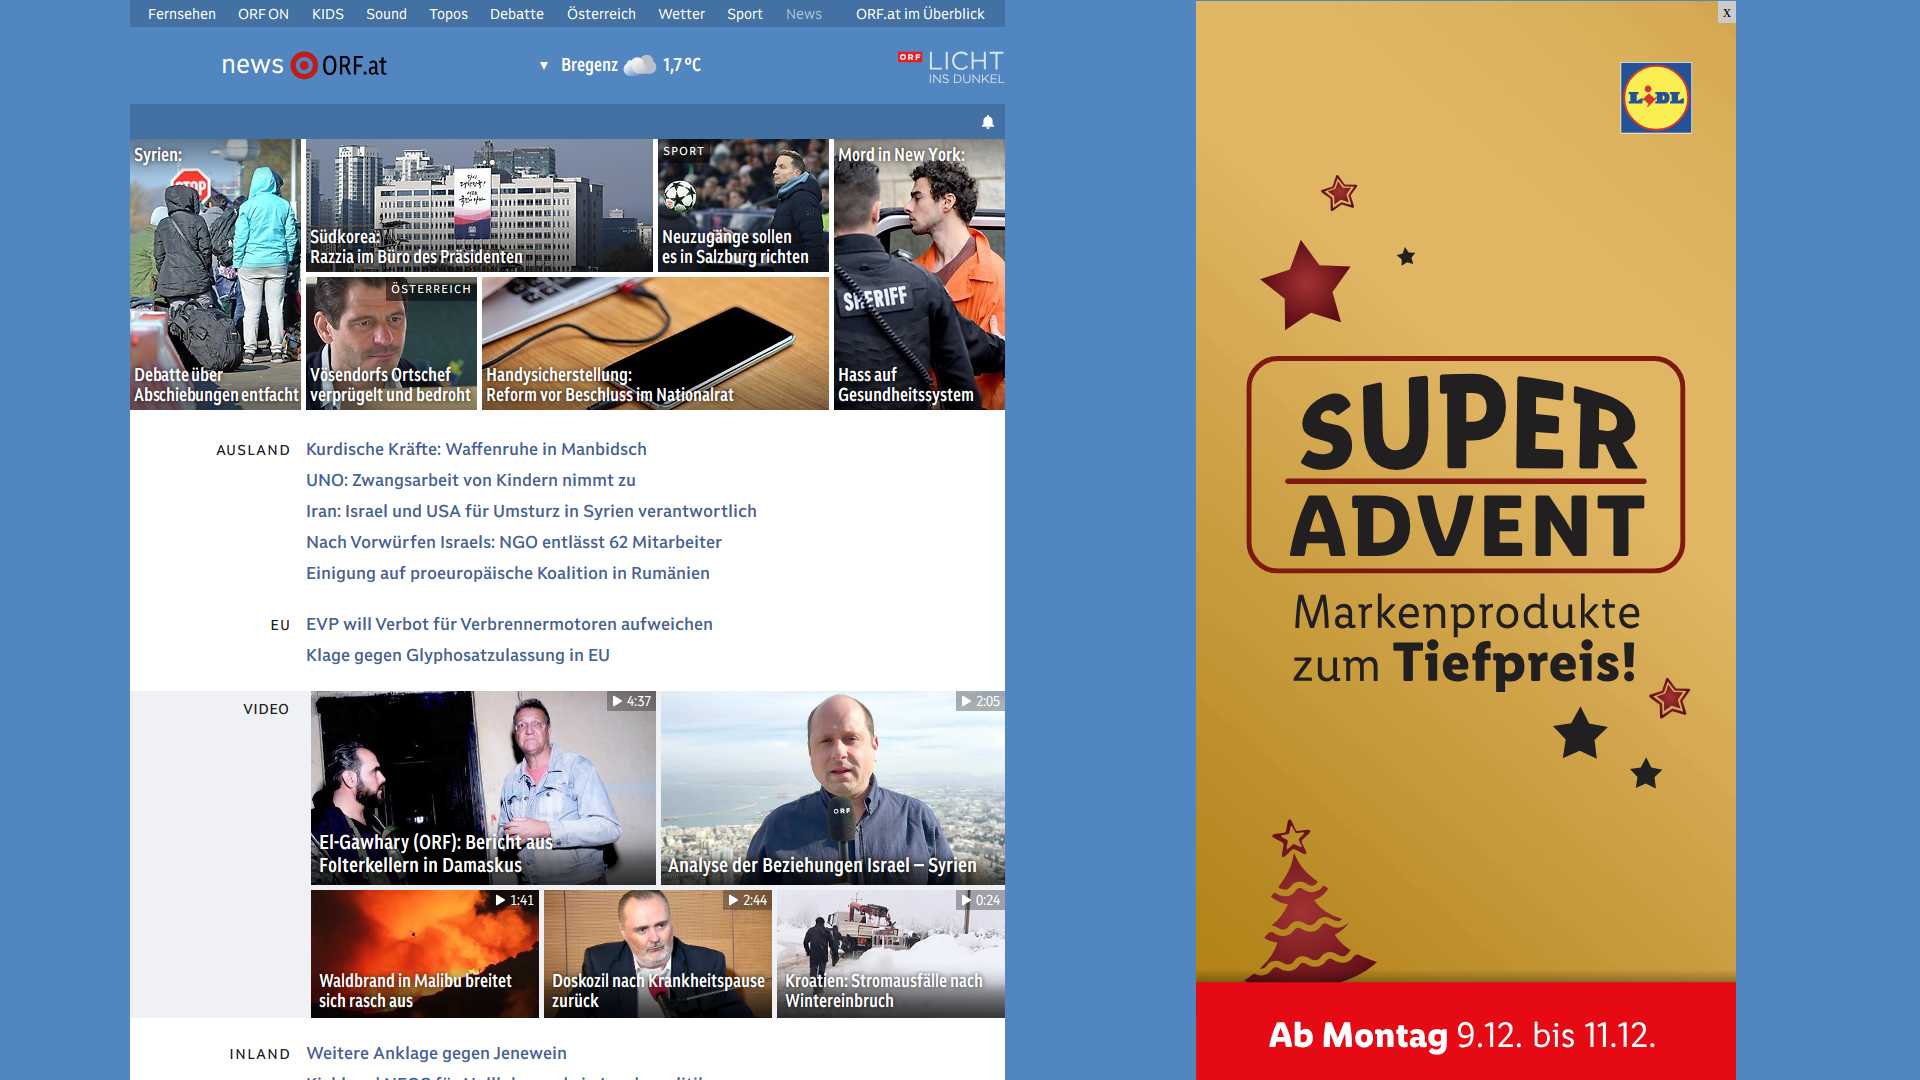 Fernsehen ORF ON KIDS Sound Topos Debatte Österreich Wetter Sport News ORF.at im Überblick
news ORF.at
Bregenz 1,7 °C
ORF LICHT
INS DUNKEL
Syrien:
STOP
Debatte über
Abschiebungen entfacht
Südkorea:
Razzia im Büro des Präsidenten
SPORT
Neuzugänge sollen
es in Salzburg richten
Mord in New York:
SHERIFF
Hass auf
Gesundheitssystem
ÖSTERREICH
Vösendorfs Ortschef
verprügelt und bedroht
Handysicherstellung:
Reform vor Beschluss im Nationalrat
AUSLAND
Kurdische Kräfte: Waffenruhe in Manbidsch
UNO: Zwangsarbeit von Kindern nimmt zu
Iran: Israel und USA für Umsturz in Syrien verantwortlich
Nach Vorwürfen Israels: NGO entlässt 62 Mitarbeiter
Einigung auf proeuropäische Koalition in Rumänien
EU
EVP will Verbot für Verbrennermotoren aufweichen
Klage gegen Glyphosatzulassung in EU
VIDEO
4:37
El-Gawhary (ORF): Bericht aus
Folterkellern in Damaskus
2:05
ORF
Analyse der Beziehungen Israel – Syrien
1:41
Waldbrand in Malibu breitet
sich rasch aus
2:44
Doskozil nach Krankheitspause
zurück
0:24
Kroatien: Stromausfälle nach
Wintereinbruch
INLAND
Weitere Anklage gegen Jenewein
x
LIDL
SUPER
ADVENT
Markenprodukte
zum Tiefpreis!
Ab Montag 9.12. bis 11.12.